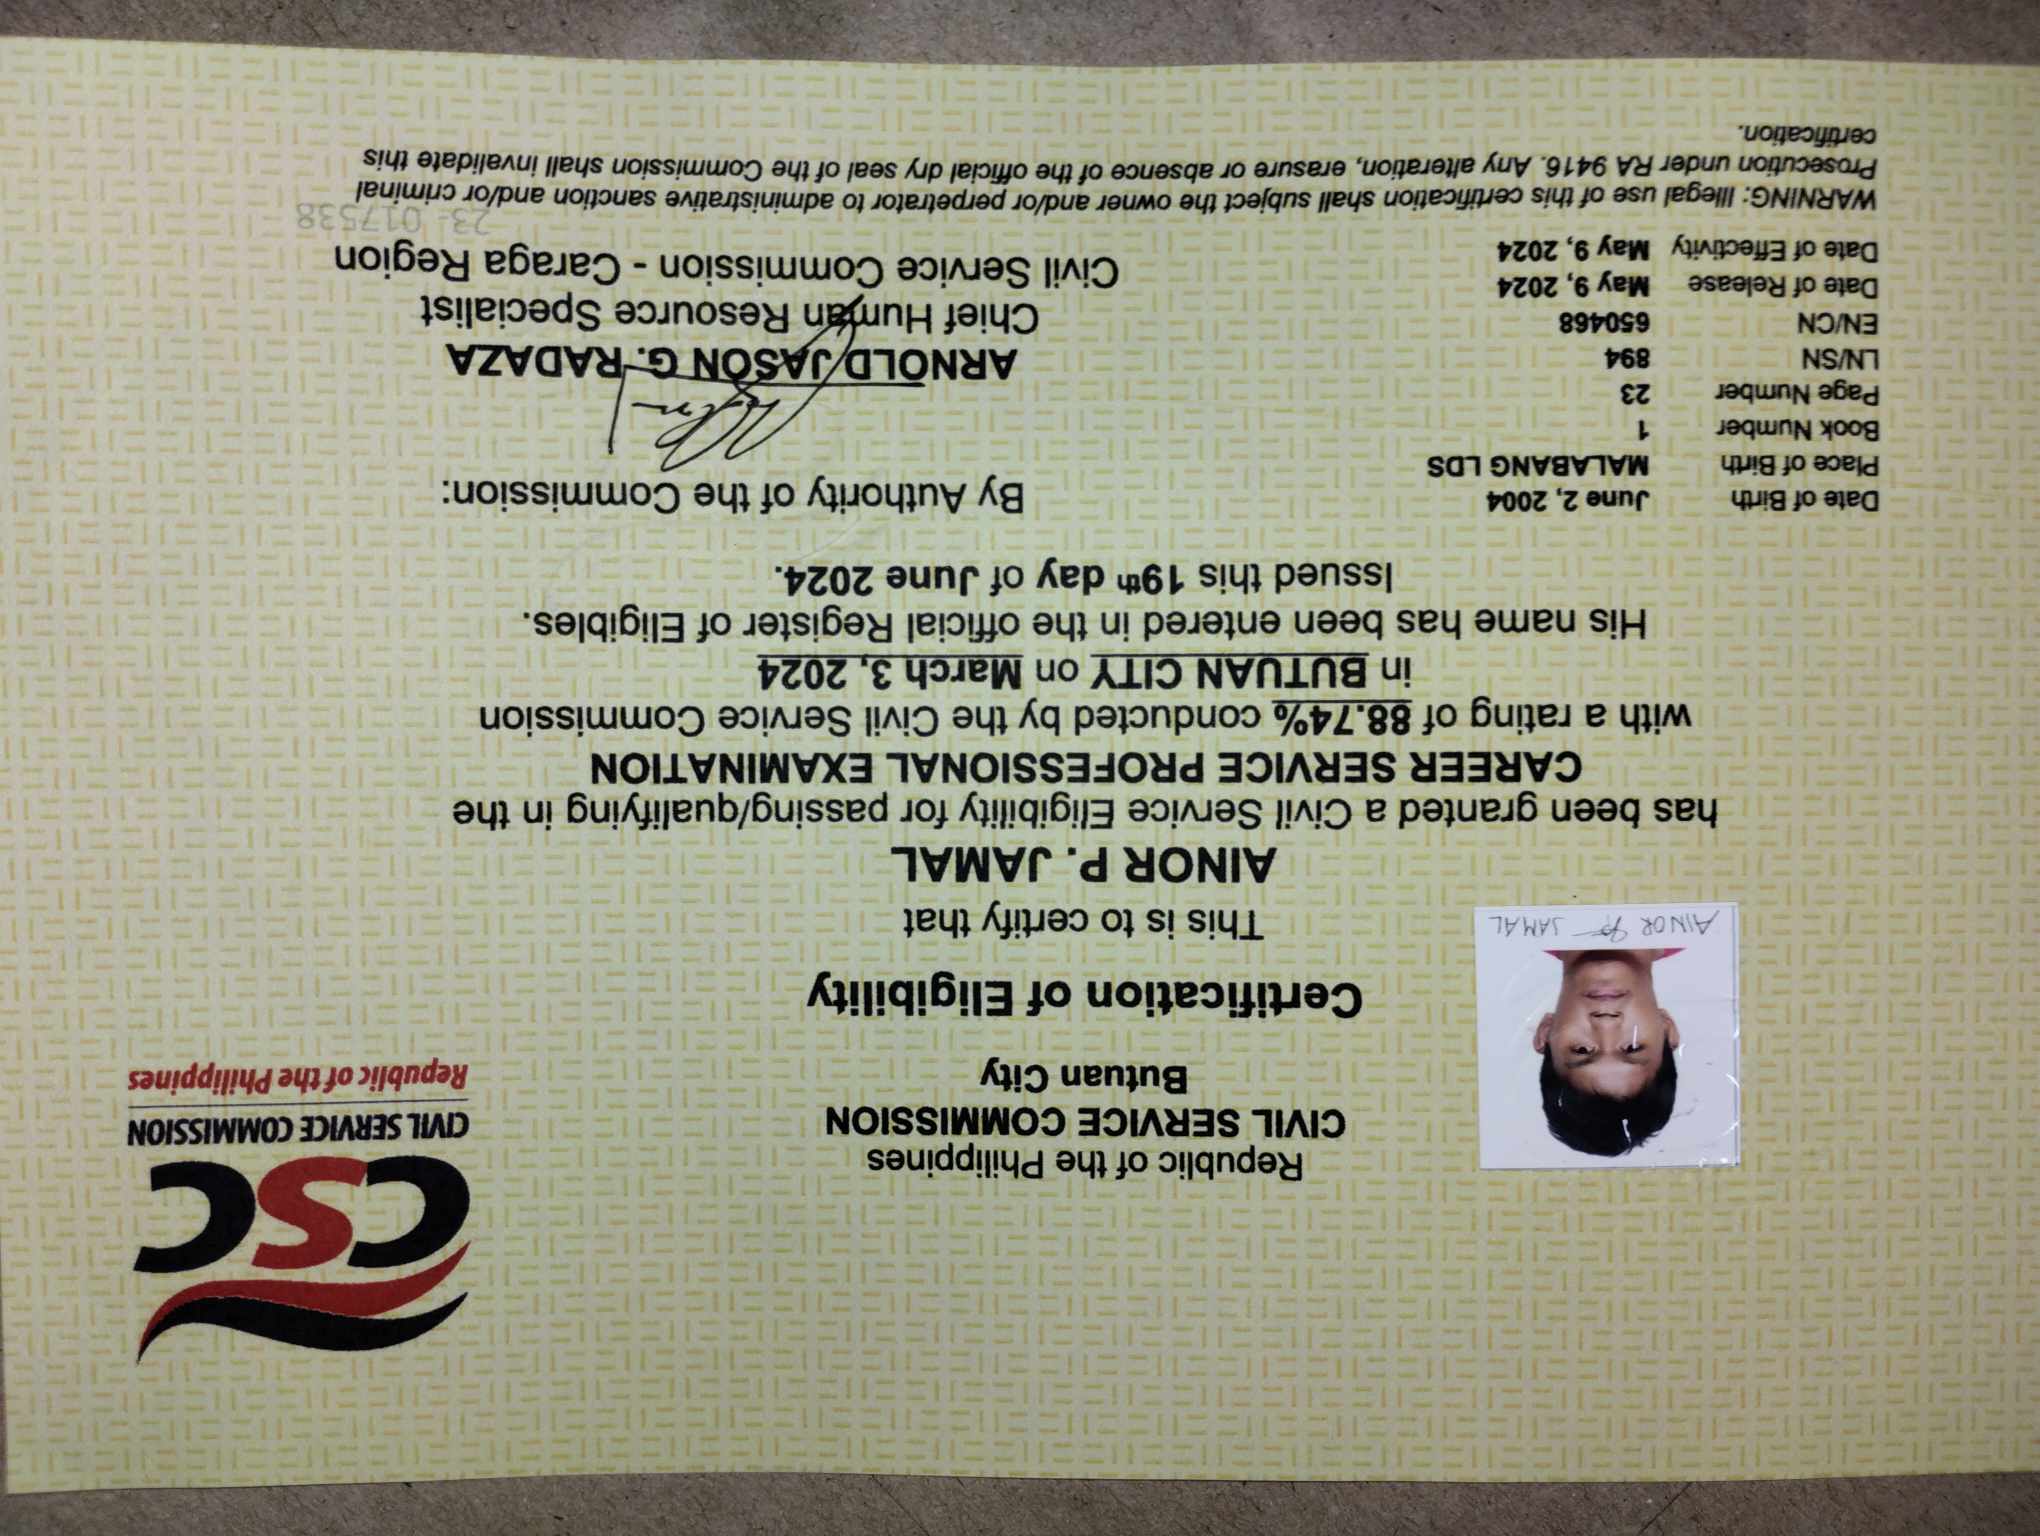 CSC
CIVIL SERVICE COMMISSION
Republic of the Philippines
Republic of the Philippines
CIVIL SERVICE COMMISSION
Butuan City
Certification of Eligibility
AINOR JAMAL
This is to certify that
AINOR P. JAMAL
has been granted a Civil Service Eligibility for passing/qualifying in the
CAREER SERVICE PROFESSIONAL EXAMINATION
with a rating of 88.74% conducted by the Civil Service Commission
in BUTUAN CITY on March 3, 2024
His name has been entered in the official Register of Eligibles.
Issued this 19th day of June 2024.
Date of Birth June 2, 2004
Place of Birth MALABANG LDS
Book Number 1
Page Number 23
LN/SN 894
EN/CN 650468
Date of Release May 9, 2024
Date of Effectivity May 9, 2024
By Authority of the Commission:
ARNOLD JASON G. RADAZA
Chief Human Resource Specialist
Civil Service Commission - Caraga Region
23- 017538
WARNING: Illegal use of this certification shall subject the owner and/or perpetrator to administrative sanction and/or criminal
Prosecution under RA 9416. Any alteration, erasure or absence of the official dry seal of the Commission shall invalidate this
certification.